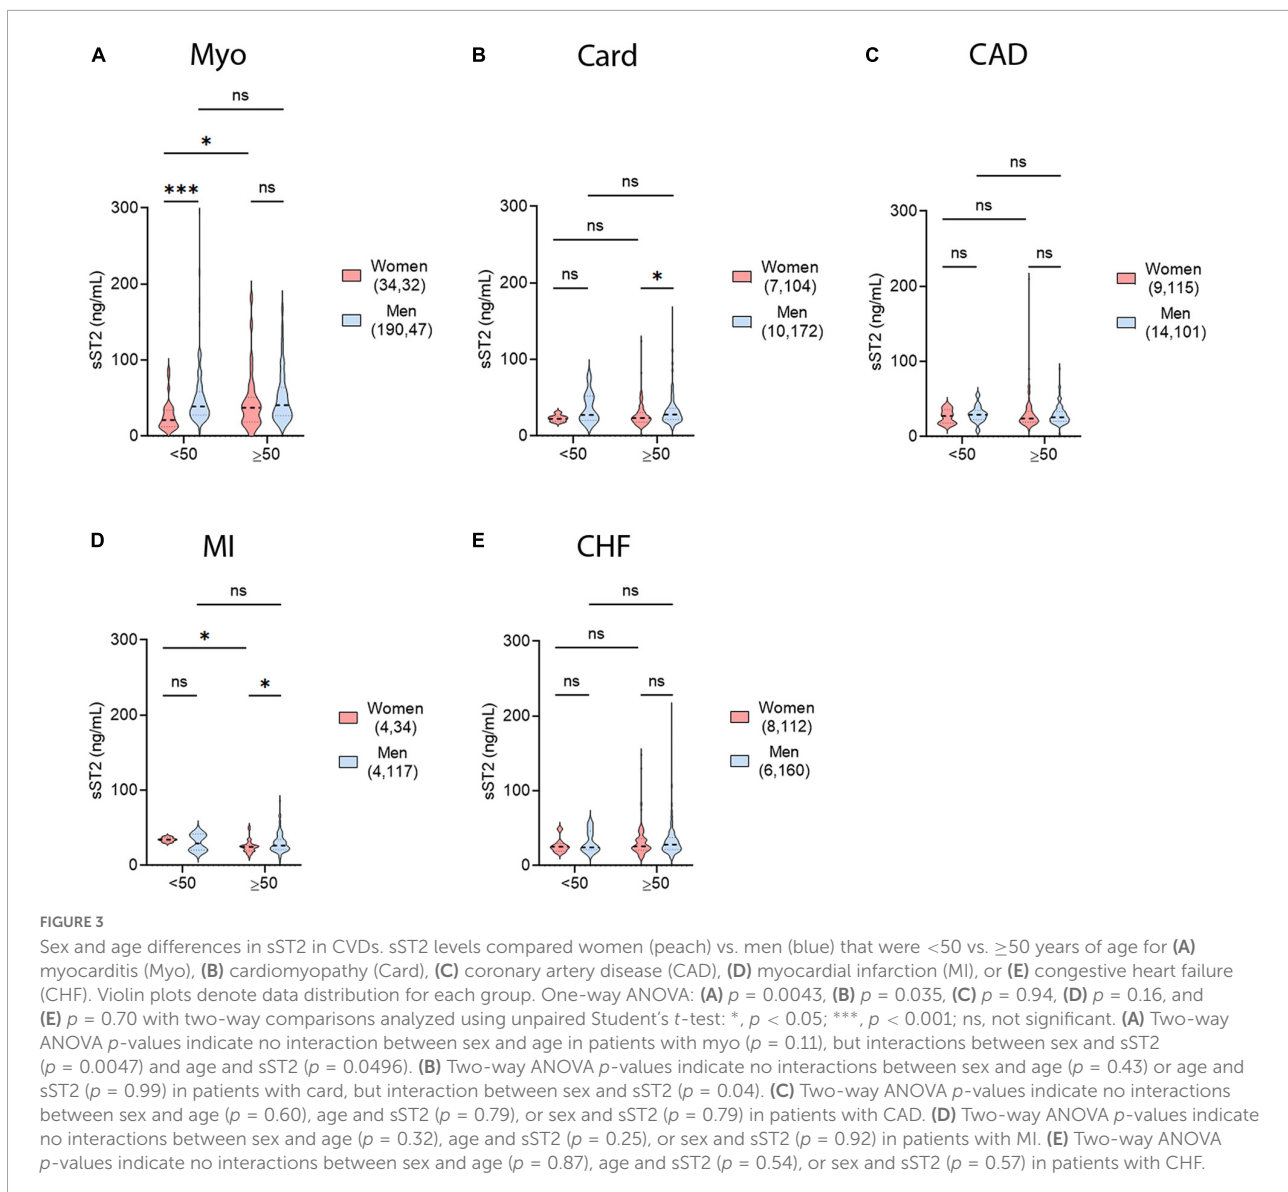 A
Myo
ns
*
***
ns
300
200
100
0
sST2 (ng/mL)
<50
≥50
Women
(34,32)
Men
(190,47)
B
Card
ns
ns
ns
*
300
200
100
0
sST2 (ng/mL)
<50
≥50
Women
(7,104)
Men
(10,172)
C
CAD
ns
ns
ns
ns
300
200
100
0
sST2 (ng/mL)
<50
≥50
Women
(9,115)
Men
(14,101)
D
MI
ns
*
ns
*
300
200
100
0
sST2 (ng/mL)
<50
≥50
Women
(4,34)
Men
(4,117)
E
CHF
ns
ns
ns
ns
300
200
100
0
sST2 (ng/mL)
<50
≥50
Women
(8,112)
Men
(6,160)
FIGURE 3
Sex and age differences in sST2 in CVDs. sST2 levels compared women (peach) vs. men (blue) that were <50 vs. ≥50 years of age for (A)
myocarditis (Myo), (B) cardiomyopathy (Card), (C) coronary artery disease (CAD), (D) myocardial infarction (MI), or (E) congestive heart failure
(CHF). Violin plots denote data distribution for each group. One-way ANOVA: (A) p = 0.0043, (B) p = 0.035, (C) p = 0.94, (D) p = 0.16, and
(E) p = 0.70 with two-way comparisons analyzed using unpaired Student's t-test: *, p < 0.05; ***, p < 0.001; ns, not significant. (A) Two-way
ANOVA p-values indicate no interaction between sex and age in patients with myo (p = 0.11), but interactions between sex and sST2
(p = 0.0047) and age and sST2 (p = 0.0496). (B) Two-way ANOVA p-values indicate no interactions between sex and age (p = 0.43) or age and
sST2 (p = 0.99) in patients with card, but interaction between sex and sST2 (p = 0.04). (C) Two-way ANOVA p-values indicate no interactions
between sex and age (p = 0.60), age and sST2 (p = 0.79), or sex and sST2 (p = 0.79) in patients with CAD. (D) Two-way ANOVA p-values indicate
no interactions between sex and age (p = 0.32), age and sST2 (p = 0.25), or sex and sST2 (p = 0.92) in patients with MI. (E) Two-way ANOVA
p-values indicate no interactions between sex and age (p = 0.87), age and sST2 (p = 0.54), or sex and sST2 (p = 0.57) in patients with CHF.